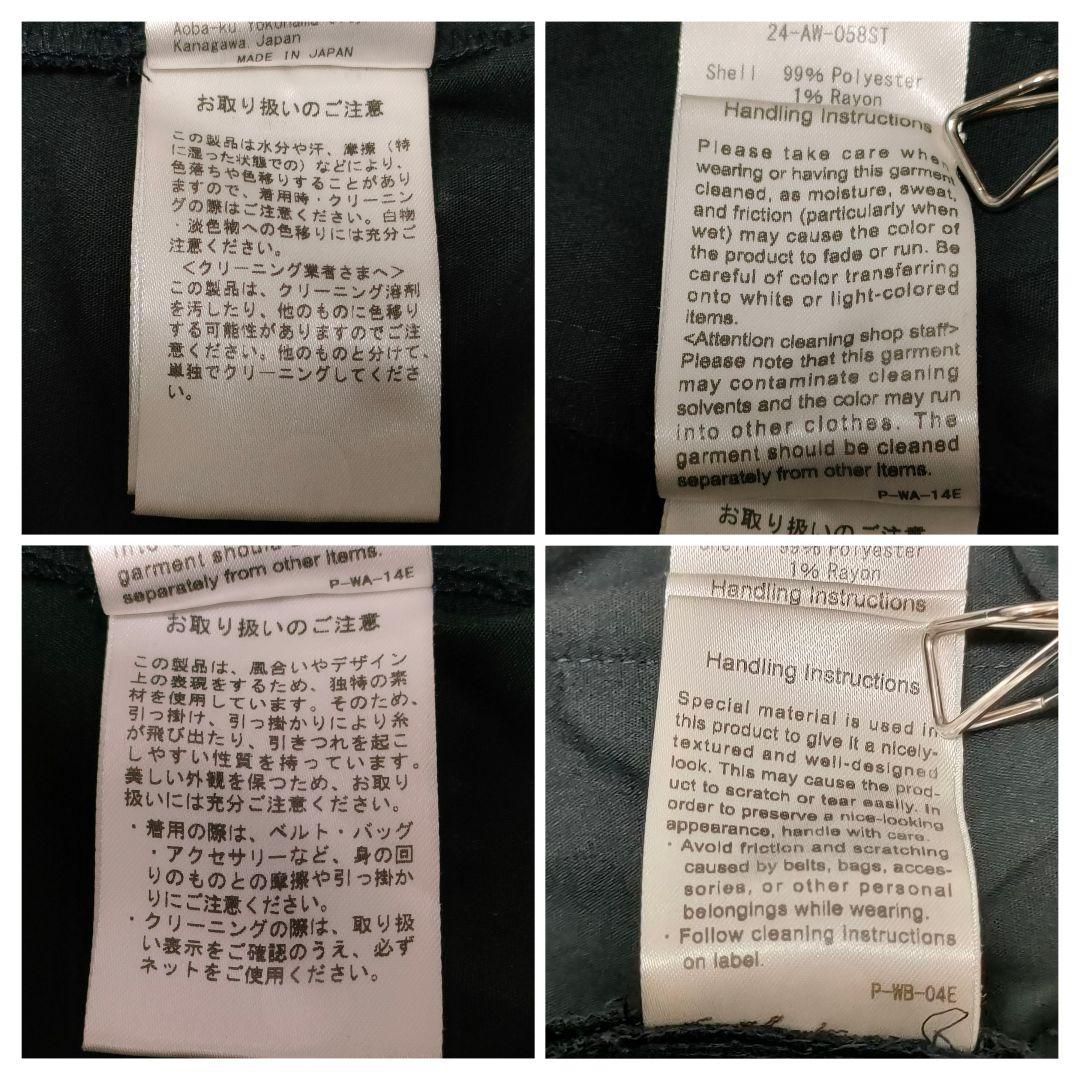 Aoba-ku Yokohama
Kanagawa, Japan
MADE IN JAPAN
お取り扱いのご注意
この製品は水分や汗、摩擦（特
に湿った状態での）などにより、
色落ちや色移りすることがあり
ますので、着用時・クリーニン
グの際はご注意ください。白物
・淡色物への色移りには充分ご
注意ください。
＜クリーニング業者さまへ＞
この製品は、クリーニング溶剤
を汚したり、他のものに色移り
する可能性がありますのでご注
意ください。他のものと分けて、
単独でクリーニングしてくださ
い。
24-AW-058ST
Shell 99% Polyester
1% Rayon
Handling Instructions
Please take care when
wearing or having this garment
cleaned, as moisture, sweat,
and friction (particularly when
wet) may cause the color of
the product to fade or run. Be
careful of color transferring
onto white or light-colored
items.
<Attention cleaning shop staff>
Please note that this garment
may contaminate cleaning
solvents and the color may run
into other clothes. The
garment should be cleaned
separately from other items.
P-WA-14E
お取り扱いのご注意
into
garment should
separately from other items.
P-WA-14E
お取り扱いのご注意
この製品は、風合いやデザイン
上の表現をするため、独特の素
材を使用しています。そのため、
引っ掛け、引っ掛かりにより糸
が飛び出たり、引きつれを起こ
しやすい性質を持っています。
美しい外観を保つため、お取り
扱いには充分ご注意ください。
・着用の際は、ベルト・バッグ
・アクセサリーなど、身の回
りのものとの摩擦や引っ掛か
りにご注意ください。
・クリーニングの際は、取り扱
い表示をご確認のうえ、必ず
ネットをご使用ください。
Shell 99% Polyester
1% Rayon
Handling Instructions
Handling Instructions
Special material is used in
this product to give it a nicely-
textured and well-designed
look. This may cause the prod-
uct to scratch or tear easily. In
order to preserve a nice-looking
appearance, handle with care.
・Avoid friction and scratching
caused by belts, bags, acces-
sories, or other personal
belongings while wearing.
・Follow cleaning instructions
on label.
P-WB-04E